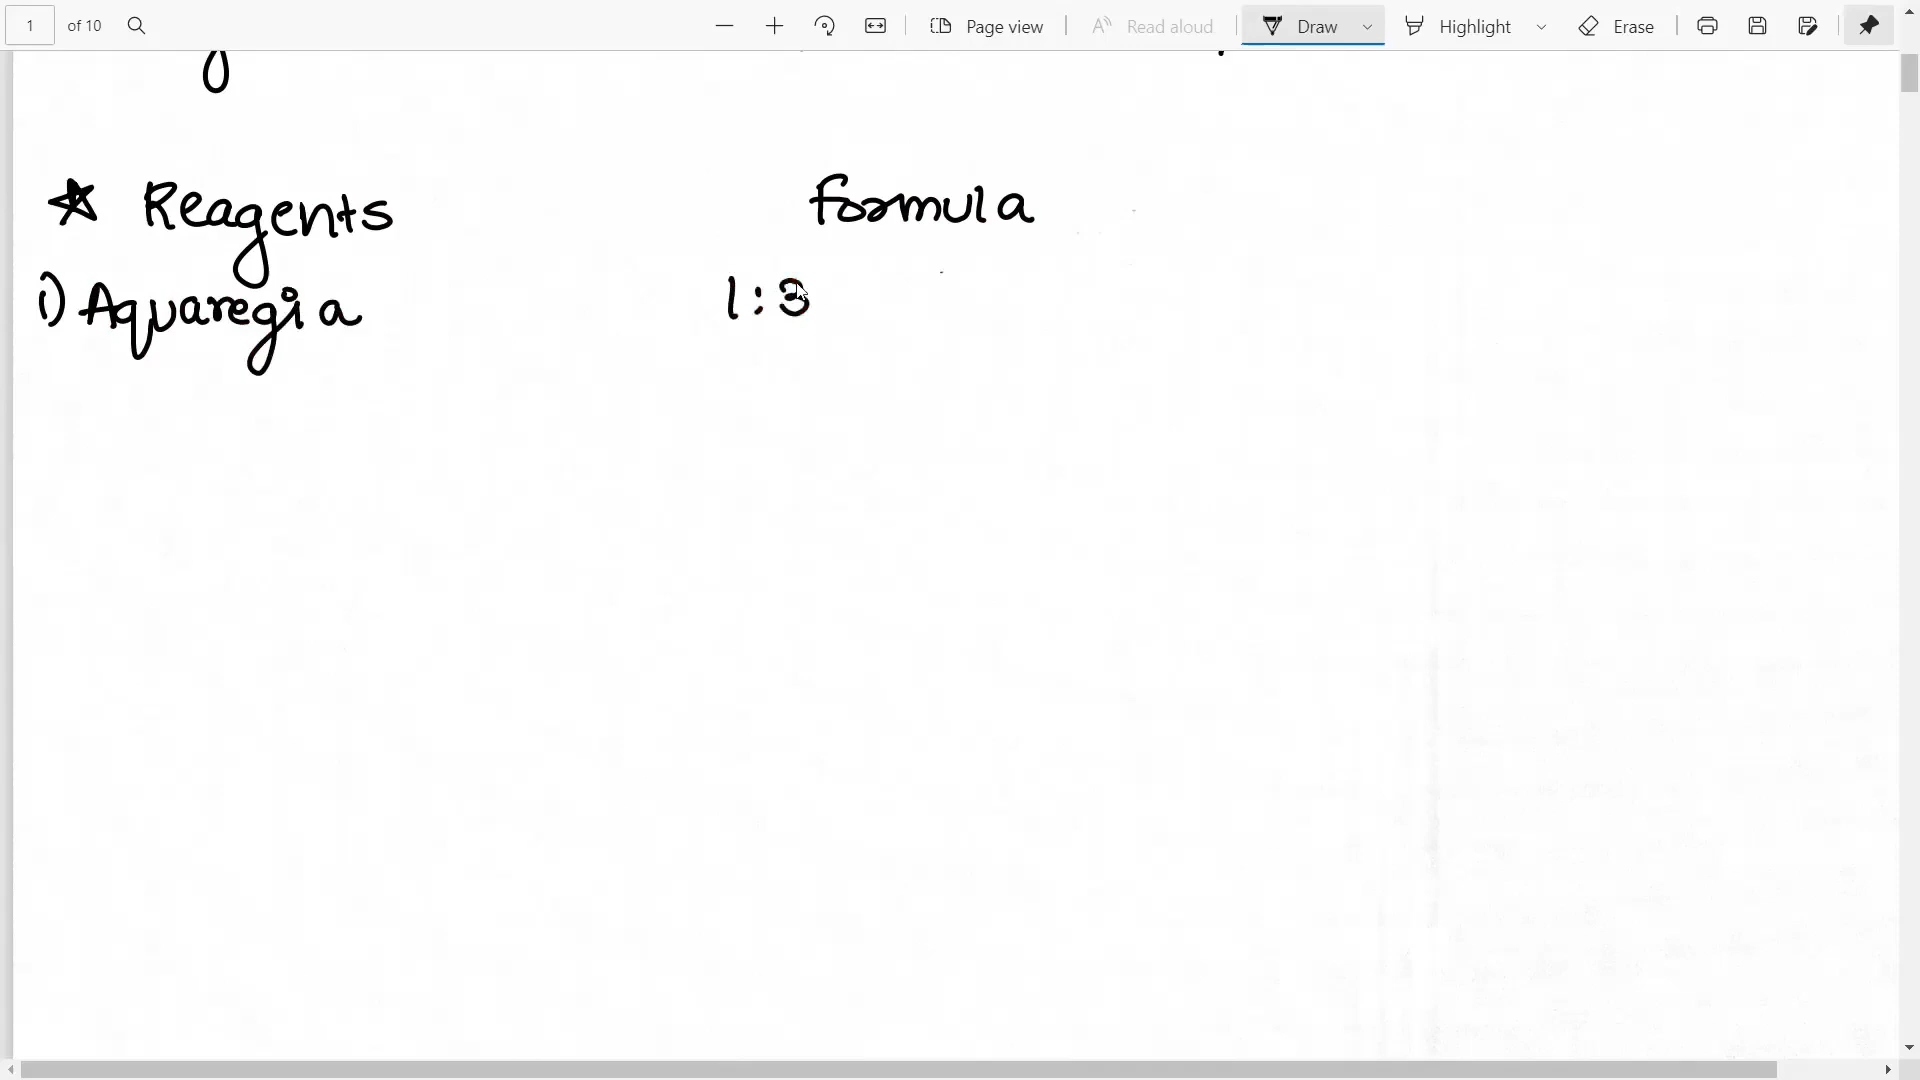 1 of 10 Page view Read aloud Draw Highlight Erase
☆ Reagents formula
i) Aquaregia 1:3